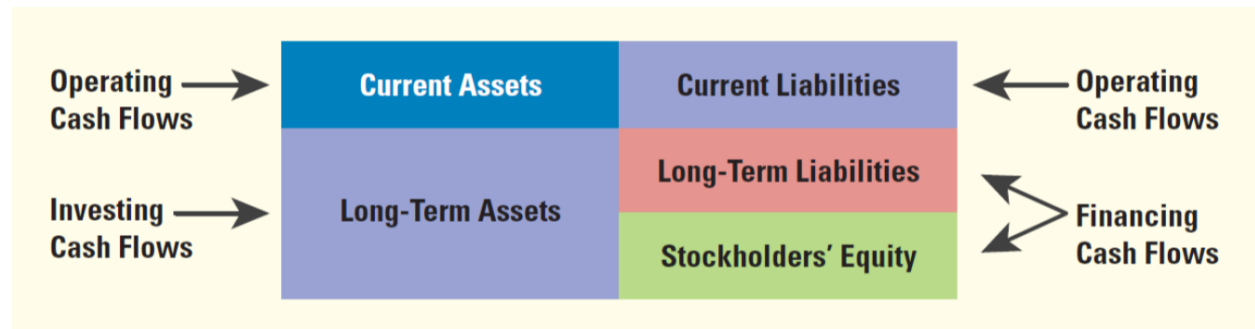 Operating
Cash Flows
Current Assets
Current Liabilities
Operating
Cash Flows
Investing
Cash Flows
Long-Term Assets
Long-Term Liabilities
Stockholders’ Equity
Financing
Cash Flows